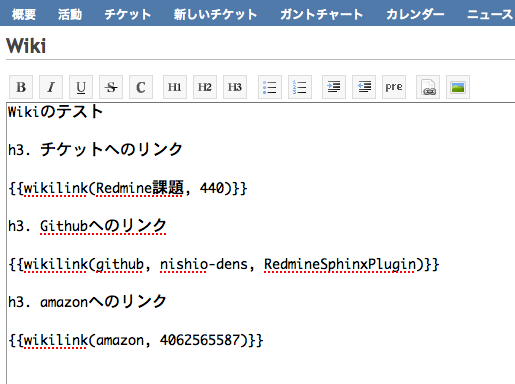 概要 活動 チケット 新しいチケット ガントチャート カレンダー ニュース
Wiki
B I U S C H1 H2 H3 pre
Wikiのテスト
h3. チケットへのリンク
{{wikilink(Redmine課題, 440)}}
h3. Githubへのリンク
{{wikilink(github, nishio-dens, RedmineSphinxPlugin)}}
h3. amazonへのリンク
{{wikilink(amazon, 4062565587)}}